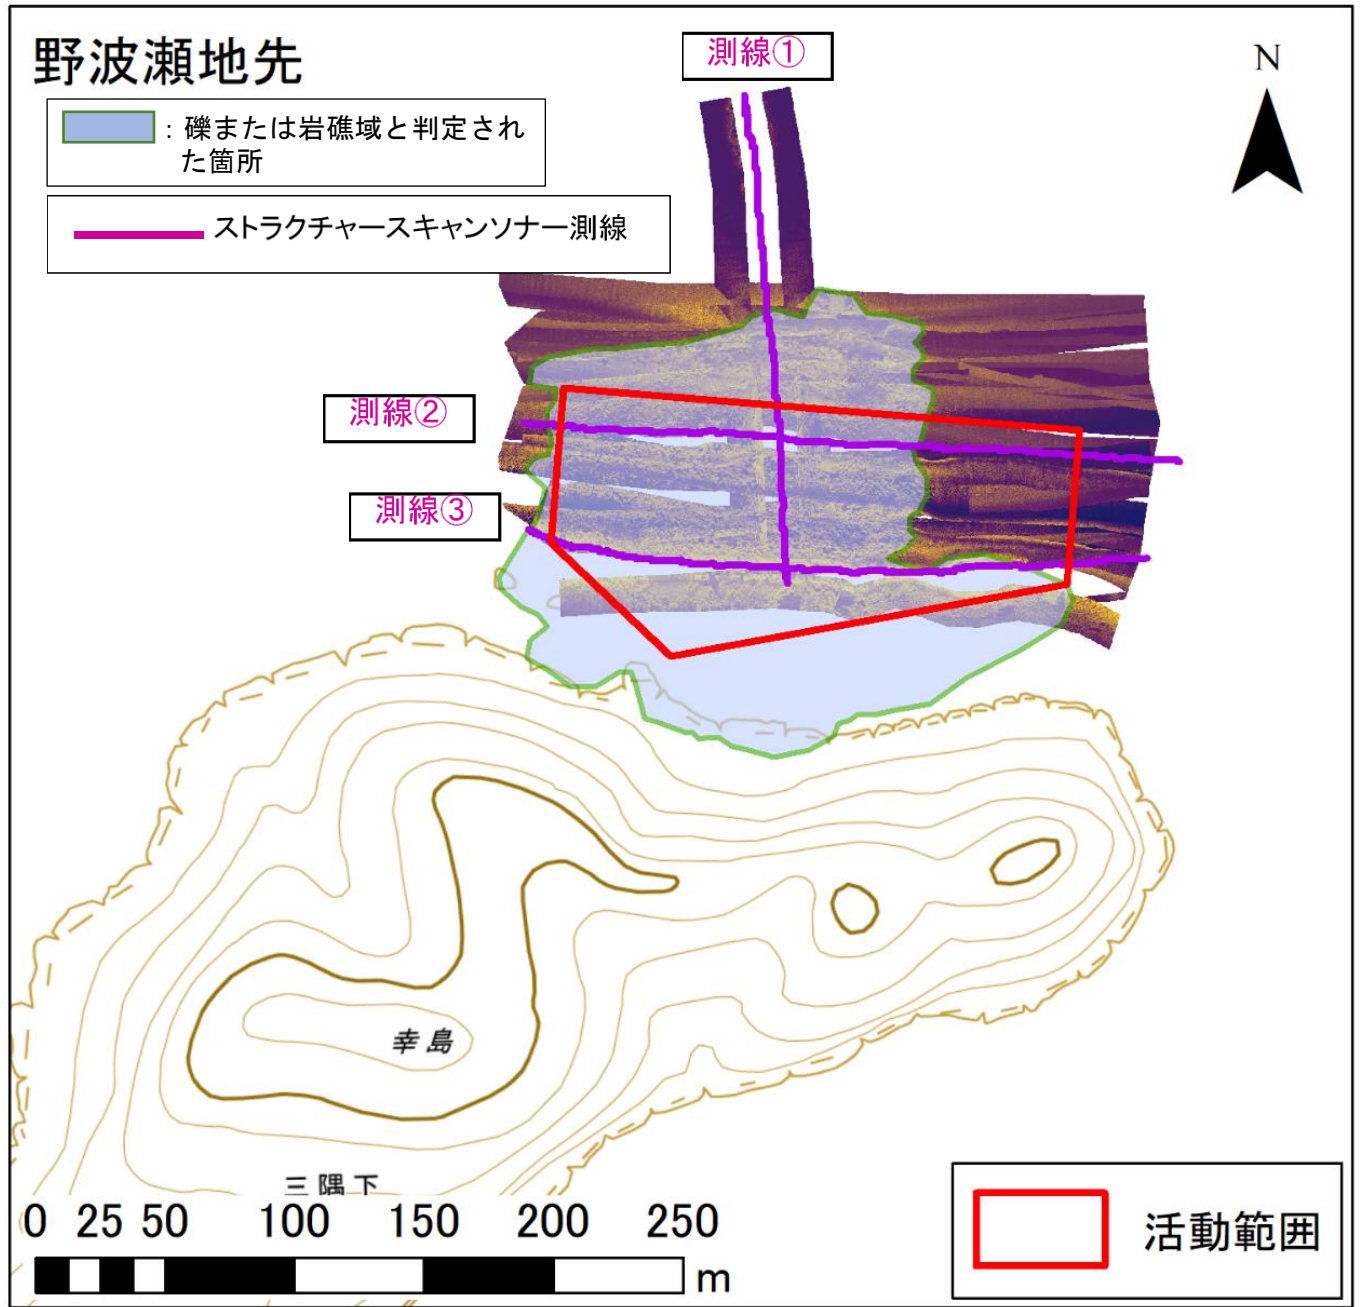 野波瀬地先
測線①
N
：礫または岩礁域と判定され
た箇所
ストラクチャースキャンソナー測線
測線②
測線③
幸島
三隅下
0 25 50 100 150 200 250
m
活動範囲